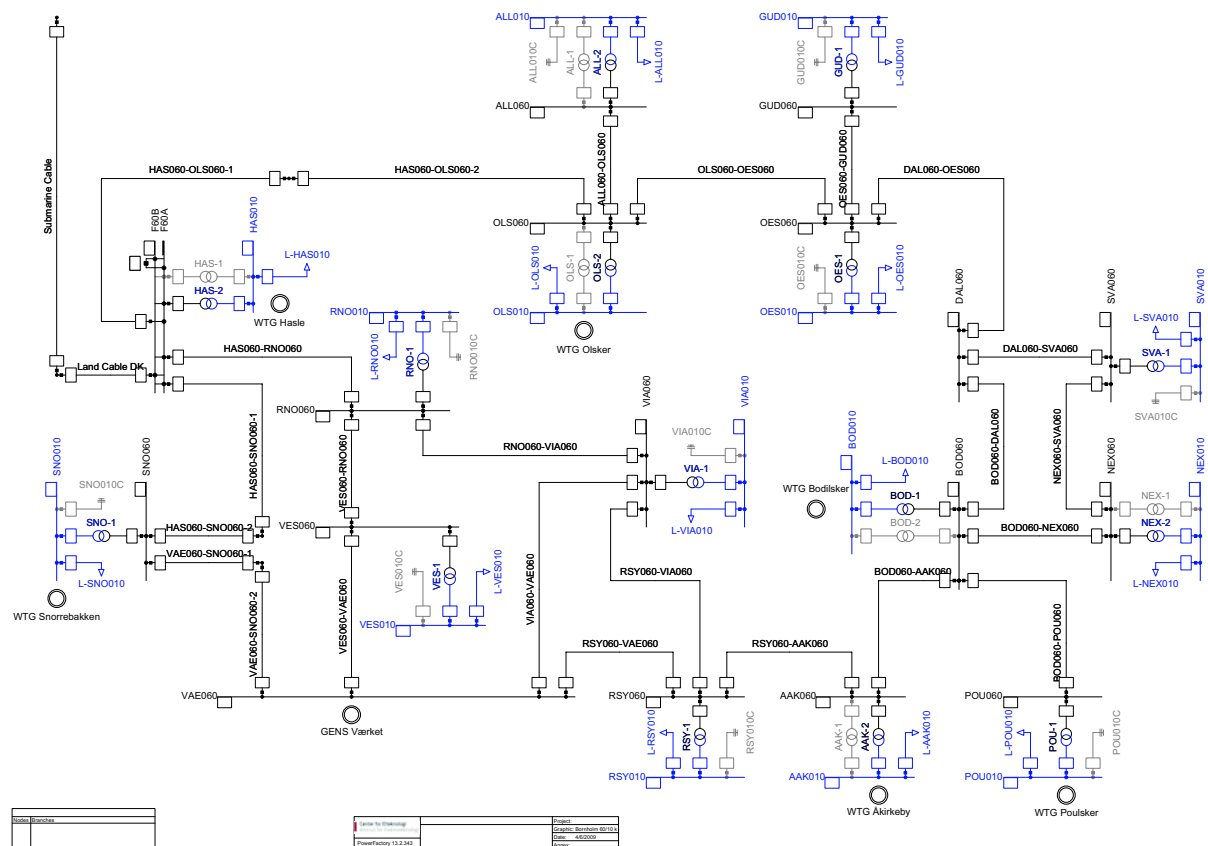 ALL010
GUD010
ALL010C
ALL-1
ALL-2
L-ALL010
GUD010C
GUD-1
L-GUD010
ALL060
GUD060
Submarine Cable
HAS060-OLS060-1
HAS060-OLS060-2
ALL060-OLS060
OLS060-OES060
OES060-GUD060
DAL060-OES060
F60B
F60A
HAS010
OLS060
OES060
HAS-1
L-HAS010
HAS-2
WTG Hasle
L-OLS010
OLS-1
OLS-2
OES010C
OES-1
L-OES010
DAL060
SVA060
SVA010
RNO010
OLS010
OES010
WTG Olsker
L-SVA010
HAS060-RNO060
L-RNO010
RNO-1
RNO010C
DAL060-SVA060
SVA-1
Land Cable DK
SVA010C
RNO060
VIA060
VIA010
SNO010
SNO060
HAS060-SNO060-1
VES060-RNO060
RNO060-VIA060
VIA010C
VIA-1
L-VIA010
BOD010
BOD060
BOD060-DAL060
NEX060-SVA060
NEX060
NEX010
L-BOD010
WTG Bodilsker
BOD-1
BOD-2
NEX-1
NEX-2
BOD060-NEX060
L-NEX010
SNO010C
SNO-1
HAS060-SNO060-2
VAE060-SNO060-1
L-SNO010
WTG Snorrebakken
VES060
VES010C
VES-1
L-VES010
VES010
VIA060-VAE060
RSY060-VIA060
BOD060-AAK060
VAE060-SNO060-2
VES060-VAE060
RSY060-VAE060
RSY060-AAK060
BOD060-POU060
VAE060
RSY060
AAK060
POU060
GENS Værket
L-RSY010
RSY-1
RSY010C
AAK-1
AAK-2
L-AAK010
L-POU010
POU-1
POU010C
RSY010
AAK010
POU010
WTG Åkirkeby
WTG Poulsker
Nodes
Branches
PowerFactory 13.2.343
Project:
Graphic: Bornholm 60/10 k
Date: 4/6/2009
Annex: